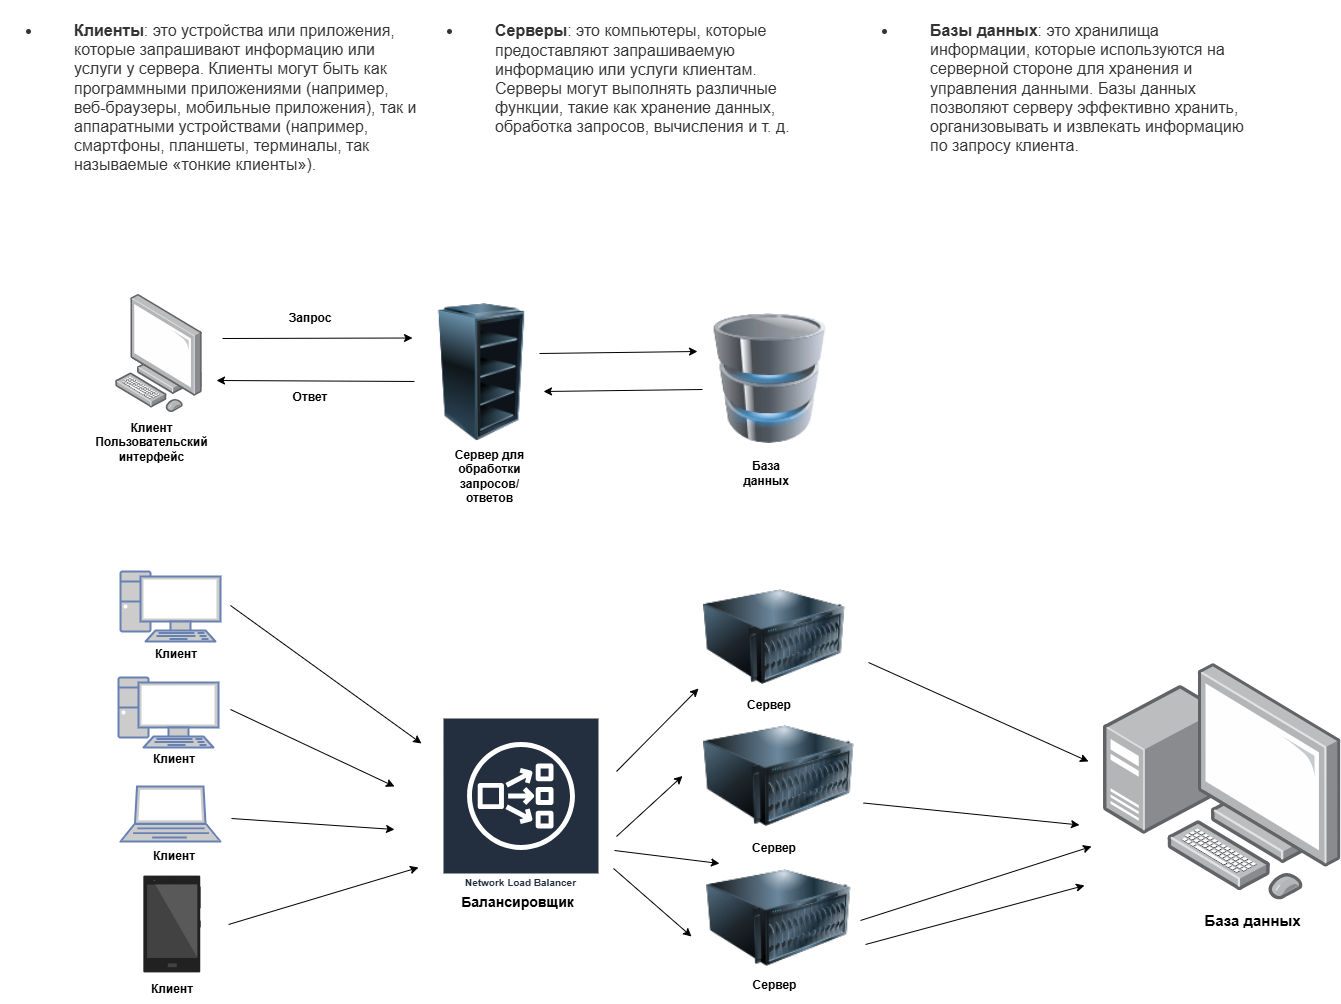 • Клиенты: это устройства или приложения,
которые запрашивают информацию или
услуги у сервера. Клиенты могут быть как
программными приложениями (например,
веб-браузеры, мобильные приложения), так и
аппаратными устройствами (например,
смартфоны, планшеты, терминалы, так
называемые «тонкие клиенты»).
• Серверы: это компьютеры, которые
предоставляют запрашиваемую
информацию или услуги клиентам.
Серверы могут выполнять различные
функции, такие как хранение данных,
обработка запросов, вычисления и т. д.
• Базы данных: это хранилища
информации, которые используются на
серверной стороне для хранения и
управления данными. Базы данных
позволяют серверу эффективно хранить,
организовывать и извлекать информацию
по запросу клиента.
Запрос
Ответ
Клиент
Пользовательский
интерфейс
Сервер для
обработки
запросов/
ответов
База
данных
Клиент
Клиент
Клиент
Клиент
Network Load Balancer
Балансировщик
Сервер
Сервер
Сервер
База данных